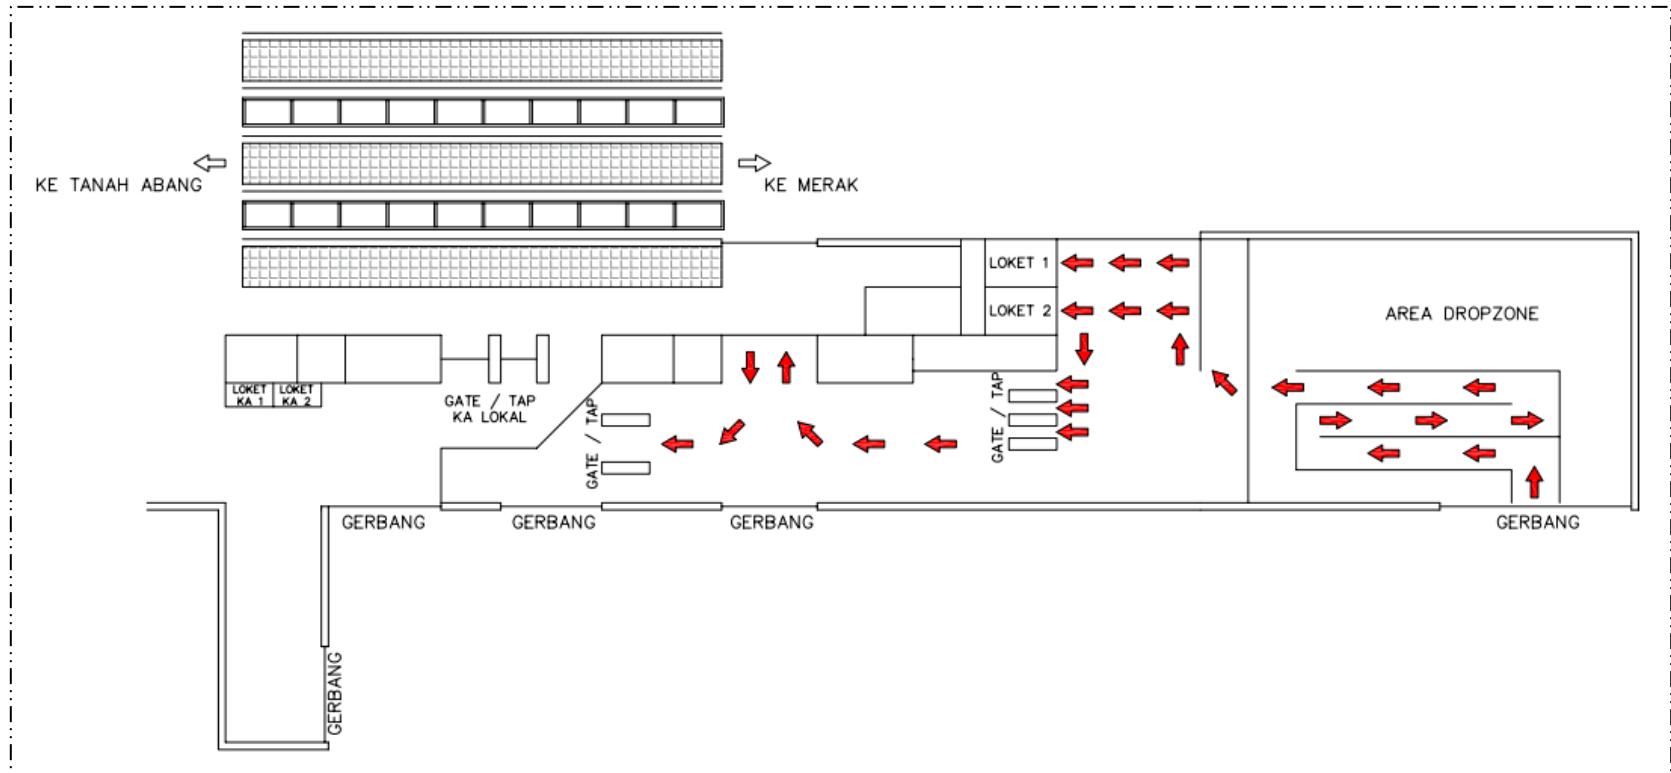 KE TANAH ABANG
KE MERAK
LOKET 1
LOKET 2
AREA DROPZONE
LOKET
KA 1
LOKET
KA 2
GATE / TAP
KA LOKAL
GATE / TAP
GATE / TAP
GERBANG
GERBANG
GERBANG
GERBANG
GERBANG